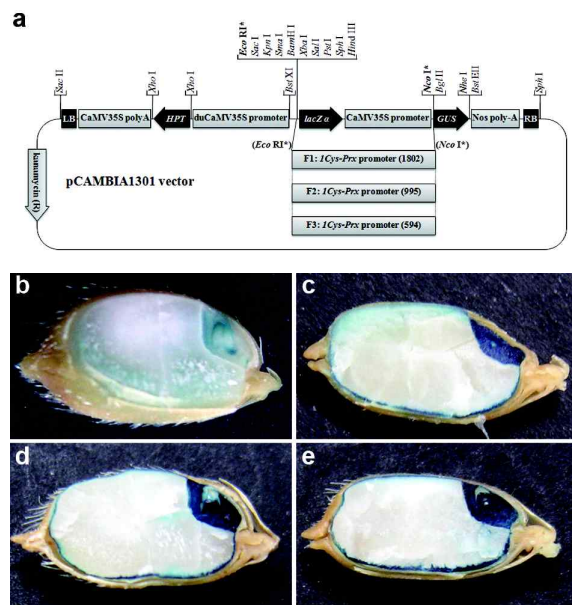 a
Eco RI*
Sac I
Kpn I
Sma I
BamH I
Xba I
Sal I
Pst I
Sph I
Hind III
Sac II
Xho I
Xho I
Bst XI
Nco I*
Bgl II
Nhe I
Bst EII
Sph I
LB CaMV35S polyA HPT duCaMV35S promoter lacZ α CaMV35S promoter GUS Nos poly-A RB
(Eco RI*) (Nco I*)
kanamycin (R)
pCAMBIA1301 vector
F1: 1Cys-Prx promoter (1802)
F2: 1Cys-Prx promoter (995)
F3: 1Cys-Prx promoter (594)
b
c
d
e